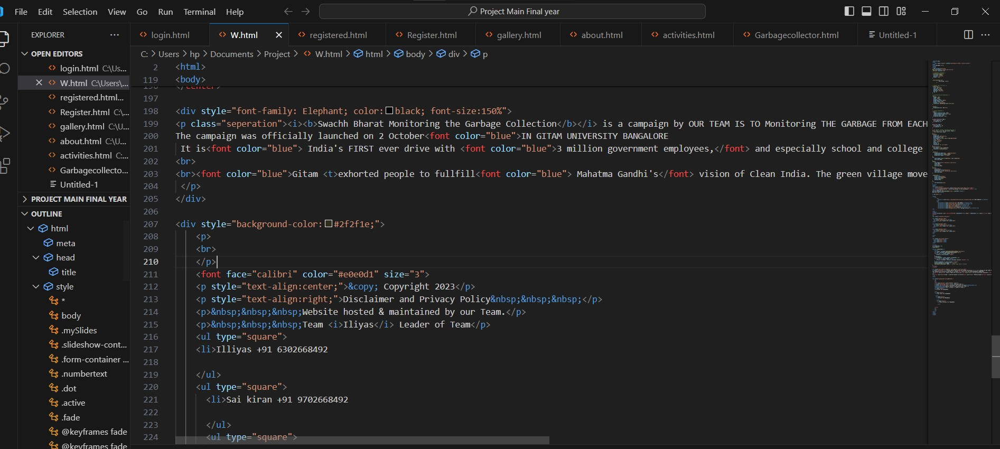 File Edit Selection View Go Run Terminal Help
Project Main Final year
EXPLORER
login.html
W.html
registered.html
Register.html
gallery.html
about.html
activities.html
Garbagecollector.html
Untitled-1
OPEN EDITORS
login.html C:\Us...
W.html C:\Users\...
registered.html...
Register.html C:\...
gallery.html C:\U...
about.html C:\U...
activities.html C:...
Garbagecollecto...
Untitled-1
PROJECT MAIN FINAL YEAR
OUTLINE
html
meta
head
title
style
*
body
.mySlides
.slideshow-cont...
.form-container ...
.numbertext
.dot
.active
.fade
@keyframes fade
@keyframes fade
C: > Users > hp > Documents > Project > W.html > html > body > div > p
2 <html>
119 <body>
196 </center>
197
198 <div style="font-family: Elephant; color:black; font-size:150%">
199 <p class="seperation"><i><b>Swachh Bharat Monitoring the Garbage Collection</b></i> is a campaign by OUR TEAM IS TO Monitoring THE GARBAGE FROM EACH
200 The campaign was officially launched on 2 October<font color="blue">IN GITAM UNIVERSITY BANGALORE
201 It is<font color="blue"> India's FIRST ever drive with <font color="blue">3 million government employees,</font> and especially school and college
202 <br>
203 <br><font color="blue">Gitam <t>exhorted people to fullfill<font color="blue"> Mahatma Gandhi's</font> vision of Clean India. The green village move
204 </p>
205 </div>
206
207 <div style="background-color:#2f2f1e;">
208 <p>
209 <br>
210 </p>
211 <font face="calibri" color="#e0e0d1" size="3">
212 <p style="text-align:center;">&copy; Copyright 2023</p>
213 <p style="text-align:right;">Disclaimer and Privacy Policy&nbsp;&nbsp;&nbsp;</p>
214 <p>&nbsp;&nbsp;&nbsp;Website hosted & maintained by our Team.</p>
215 <p>&nbsp;&nbsp;&nbsp;Team <i>Iliyas</i> Leader of Team</p>
216 <ul type="square">
217 <li>Illiyas +91 6302668492
218
219 </ul>
220 <ul type="square">
221 <li>Sai kiran +91 9702668492
222
223 </ul>
224 <ul type="square">